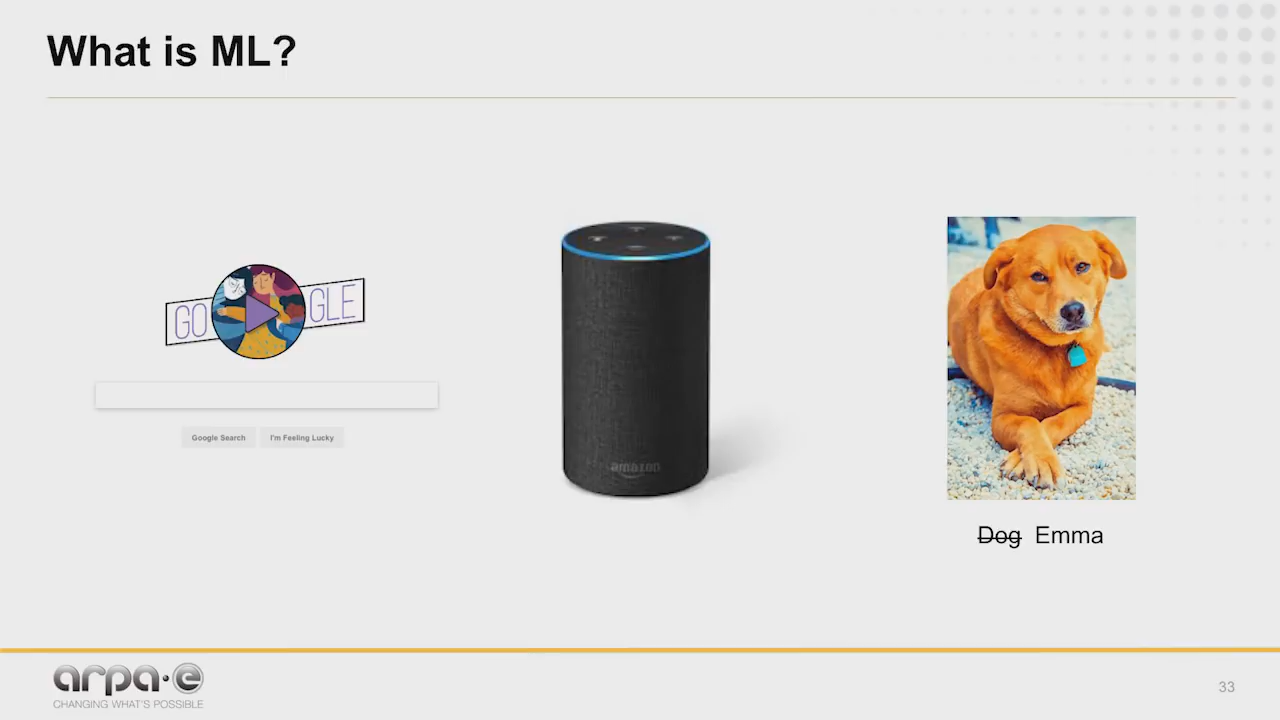 What is ML?
GO GLE
Google Search I'm Feeling Lucky
amazon
Dog Emma
arpa·e
CHANGING WHAT'S POSSIBLE
33